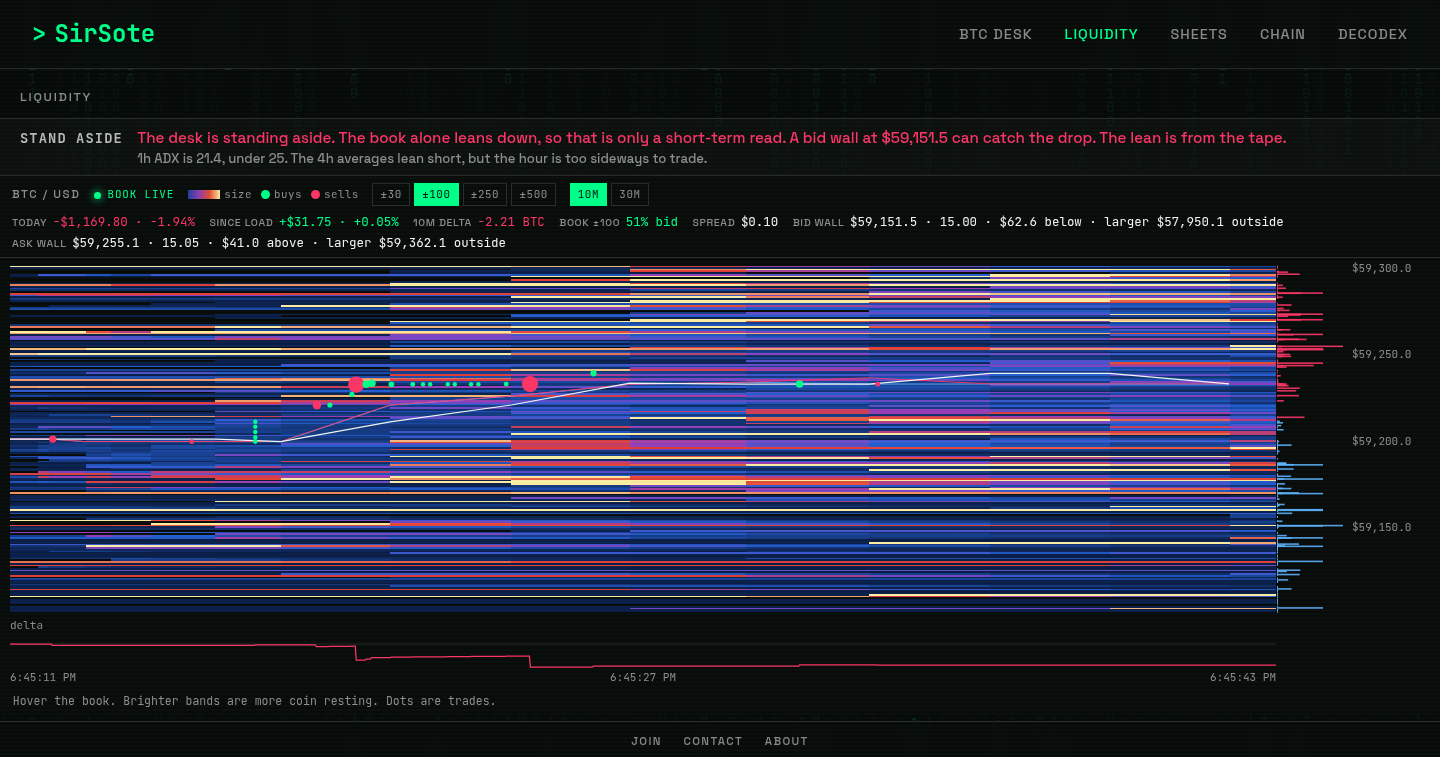 > SirSote
BTC DESK LIQUIDITY SHEETS CHAIN DECODEX
LIQUIDITY
STAND ASIDE The desk is standing aside. The book alone leans down, so that is only a short-term read. A bid wall at $59,151.5 can catch the drop. The lean is from the tape.
1h ADX is 21.4, under 25. The 4h averages lean short, but the hour is too sideways to trade.
BTC / USD BOOK LIVE size buys sells ±30 ±100 ±250 ±500 10M 30M
TODAY -$1,169.80 · -1.94% SINCE LOAD +$31.75 · +0.05% 10M DELTA -2.21 BTC BOOK ±100 51% bid SPREAD $0.10 BID WALL $59,151.5 · 15.00 · $62.6 below · larger $57,950.1 outside
ASK WALL $59,255.1 · 15.05 · $41.0 above · larger $59,362.1 outside
$59,300.0
$59,250.0
$59,200.0
$59,150.0
delta
6:45:11 PM 6:45:27 PM 6:45:43 PM
Hover the book. Brighter bands are more coin resting. Dots are trades.
JOIN CONTACT ABOUT